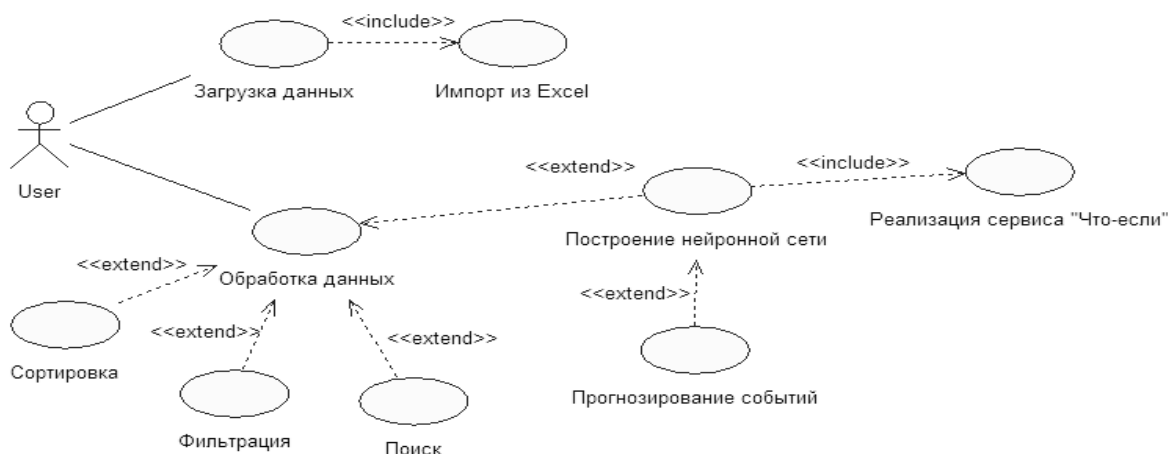 <<include>>
Загрузка данных
Импорт из Excel
User
<<extend>>
<<include>>
Построение нейронной сети
Реализация сервиса "Что-если"
<<extend>>
Обработка данных
<<extend>>
<<extend>>
<<extend>>
Сортировка
Прогнозирование событий
Фильтрация
Поиск